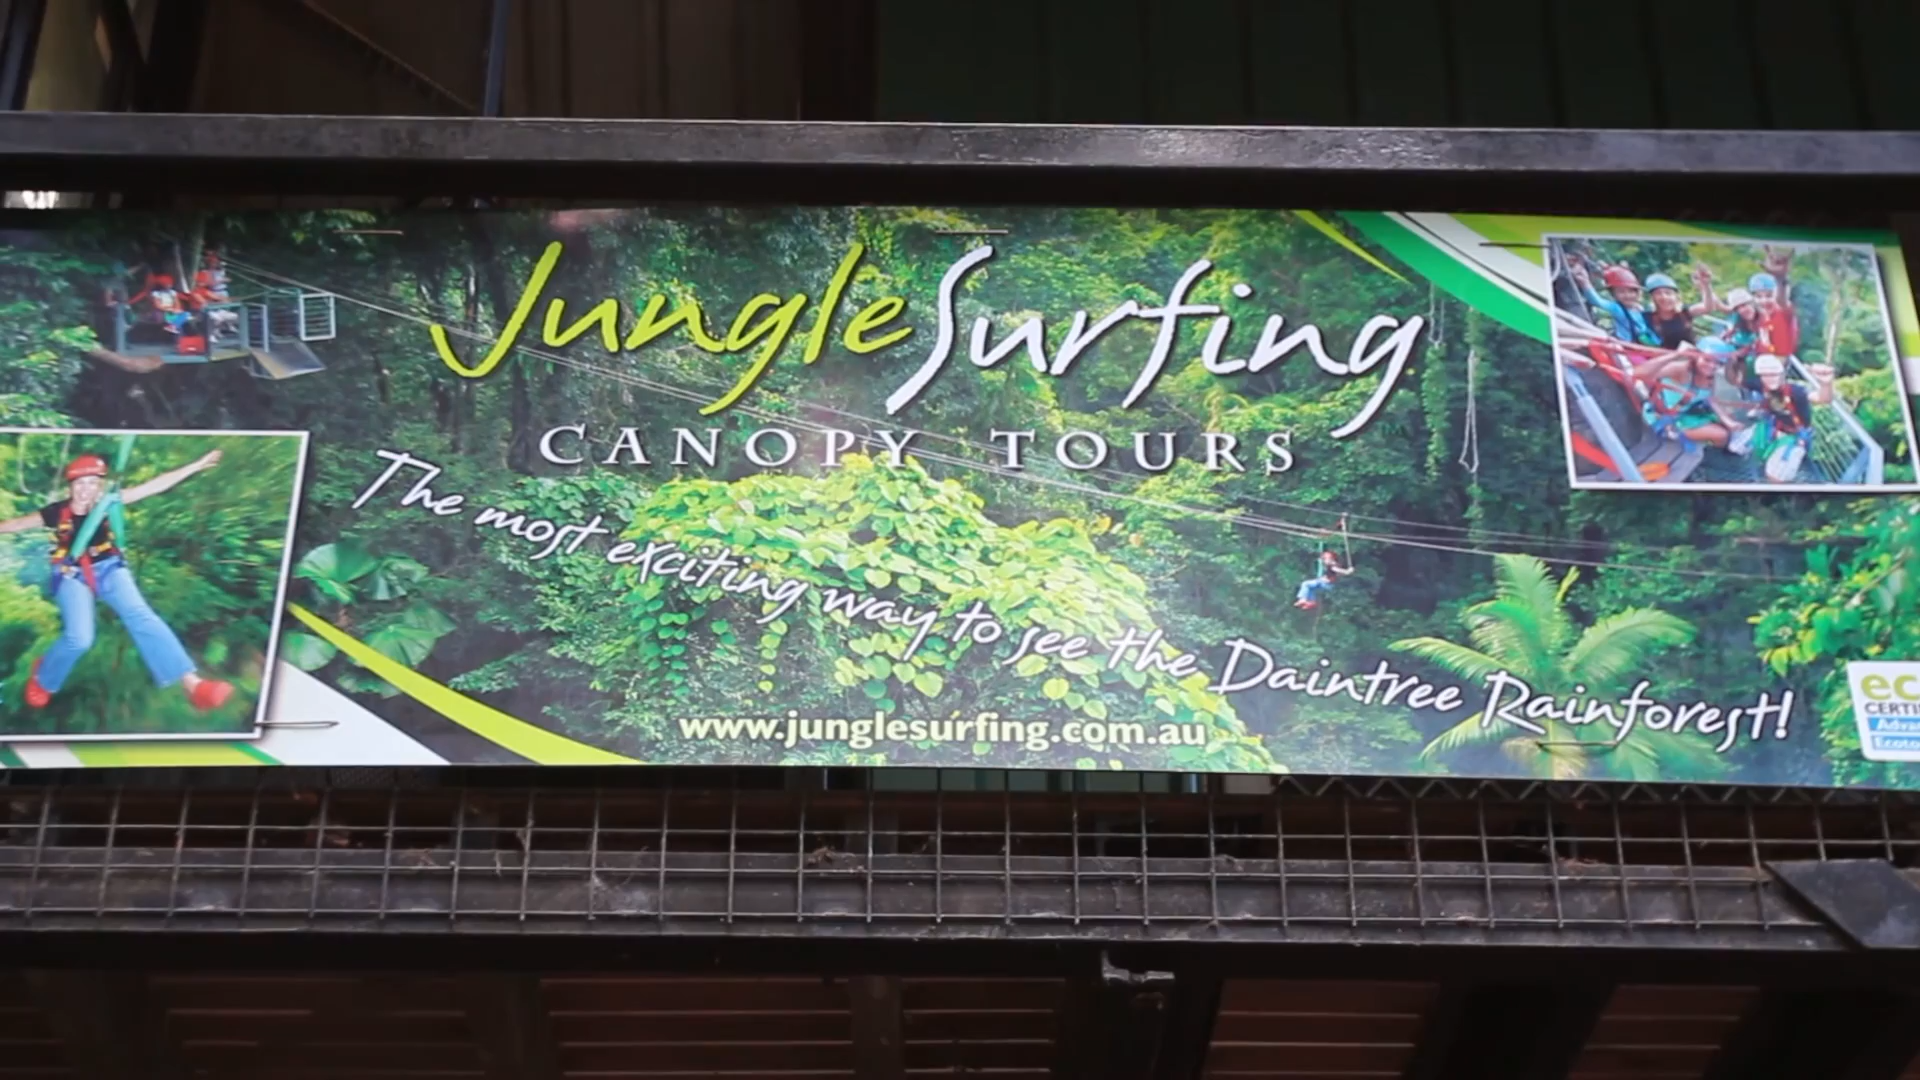 JungleSurfing
CANOPY TOURS
The most exciting way to see the Daintree Rainforest!
www.junglesurfing.com.au